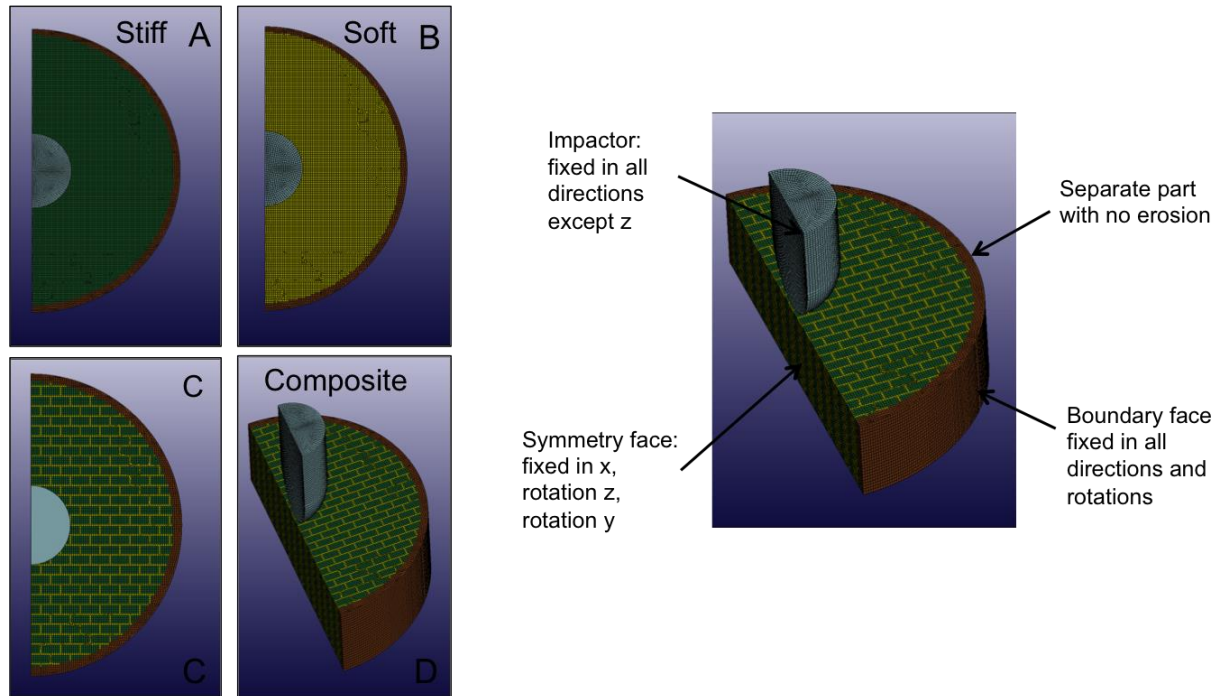 Stiff A
Soft B
C
C
Composite
D
Impactor:
fixed in all
directions
except z
Separate part
with no erosion
Symmetry face:
fixed in x,
rotation z,
rotation y
Boundary face
fixed in all
directions and
rotations